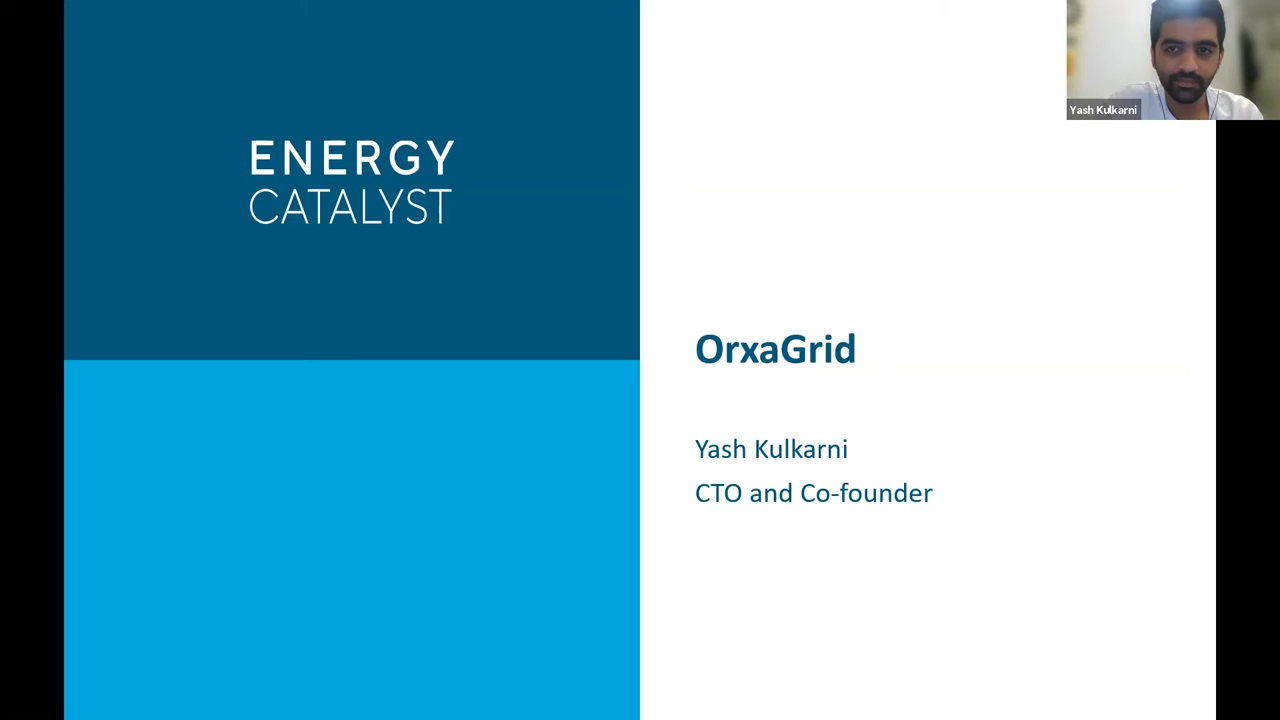 ENERGY
CATALYST
OrxaGrid
Yash Kulkarni
CTO and Co-founder
Yash Kulkarni